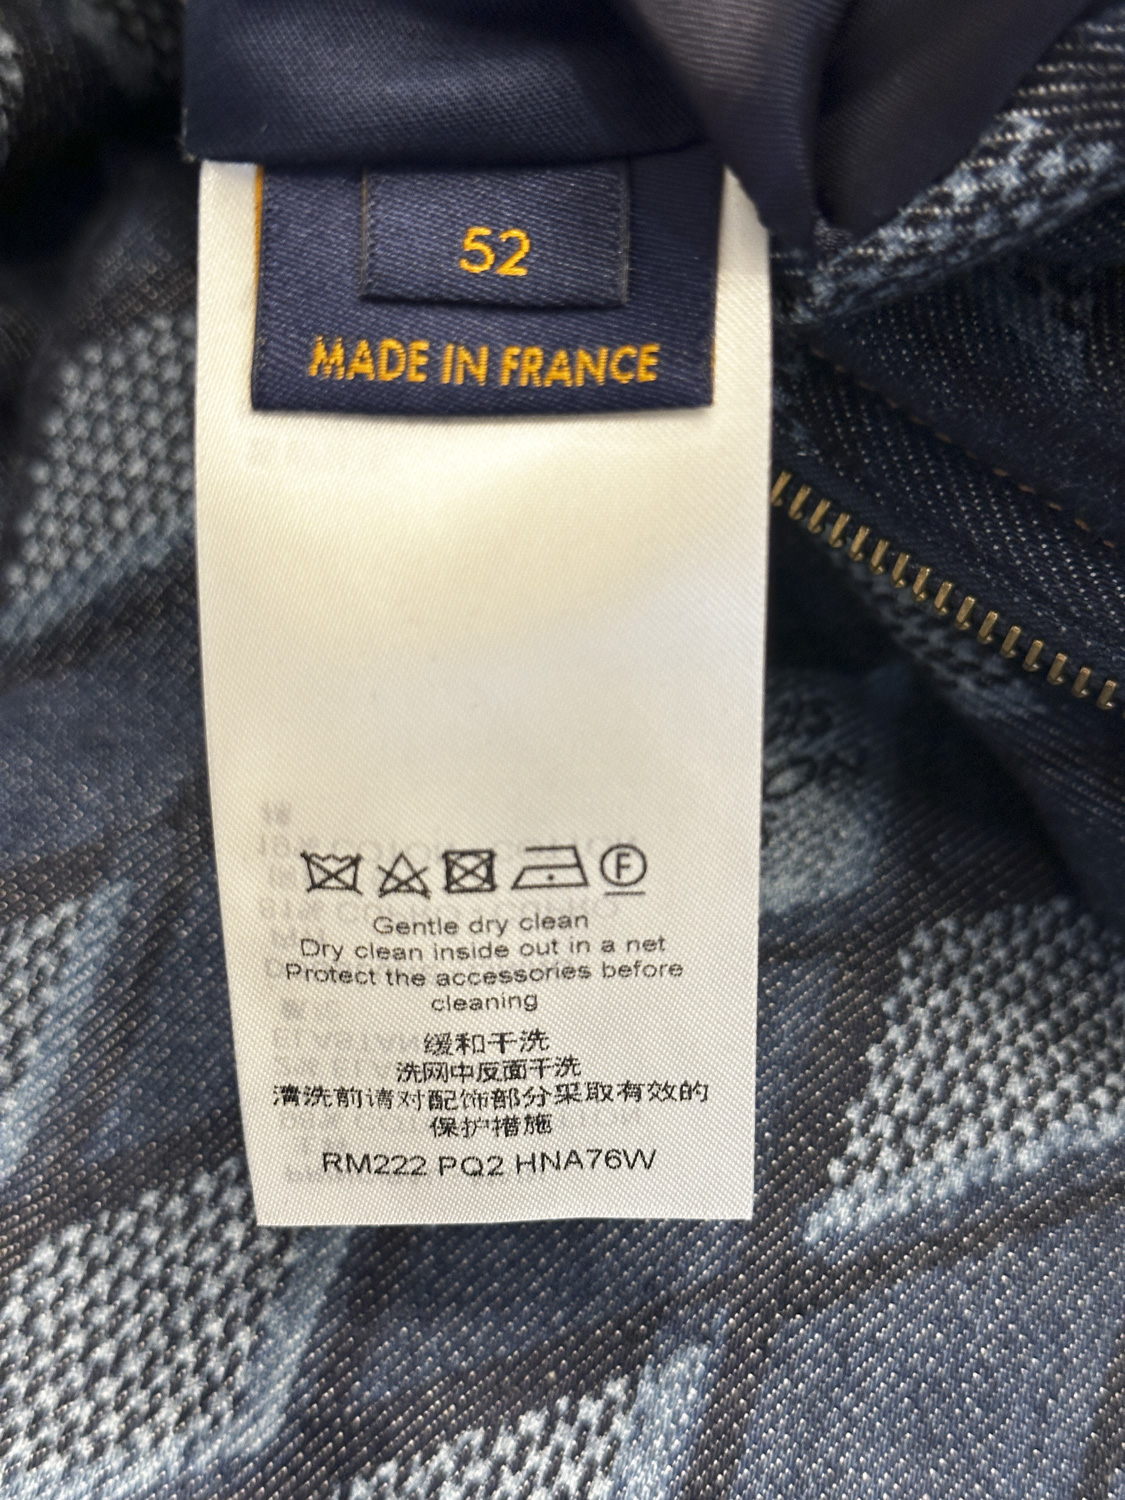 52
MADE IN FRANCE
F
Gentle dry clean
Dry clean inside out in a net
Protect the accessories before
cleaning
缓和干洗
洗网中反面干洗
清洗前请对配饰部分采取有效的
保护措施
RM222 PQ2 HNA76W